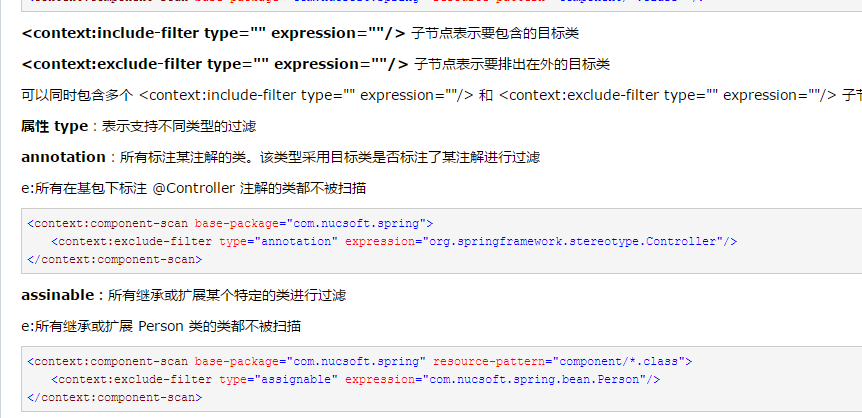 <context:include-filter type="" expression=""/> 子节点表示要包含的目标类
<context:exclude-filter type="" expression=""/> 子节点表示要排出在外的目标类
可以同时包含多个 <context:include-filter type="" expression=""/> 和 <context:exclude-filter type="" expression=""/> 子
属性 type：表示支持不同类型的过滤
annotation：所有标注某注解的类。该类型采用目标类是否标注了某注解进行过滤
e:所有在基包下标注 @Controller 注解的类都不被扫描
<context:component-scan base-package="com.nucsoft.spring">
<context:exclude-filter type="annotation" expression="org.springframework.stereotype.Controller"/>
</context:component-scan>
assinable：所有继承或扩展某个特定的类进行过滤
e:所有继承或扩展 Person 类的类都不被扫描
<context:component-scan base-package="com.nucsoft.spring" resource-pattern="component/*.class">
<context:exclude-filter type="assignable" expression="com.nucsoft.spring.bean.Person"/>
</context:component-scan>